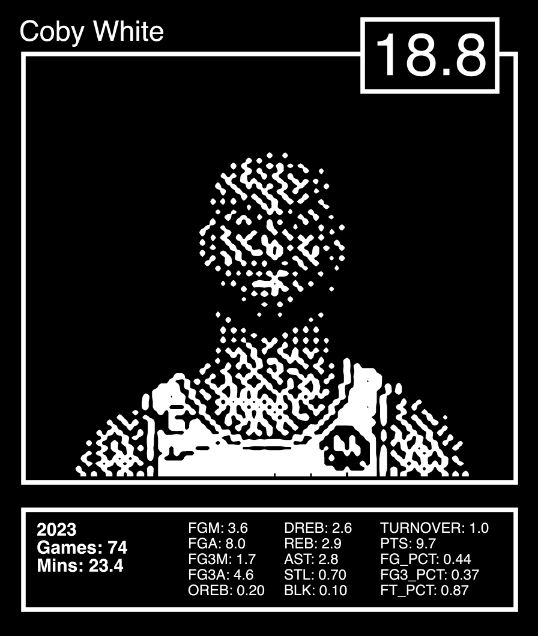 Coby White
18.8
2023
Games: 74
Mins: 23.4
FGM: 3.6
FGA: 8.0
FG3M: 1.7
FG3A: 4.6
OREB: 0.20
DREB: 2.6
REB: 2.9
AST: 2.8
STL: 0.70
BLK: 0.10
TURNOVER: 1.0
PTS: 9.7
FG_PCT: 0.44
FG3_PCT: 0.37
FT_PCT: 0.87